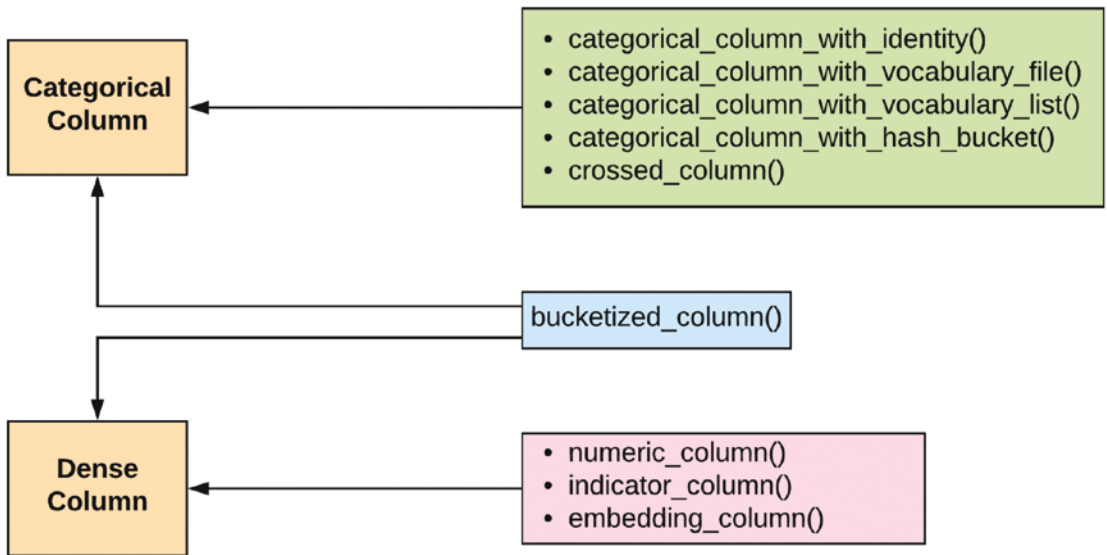 Categorical
Column
• categorical_column_with_identity()
• categorical_column_with_vocabulary_file()
• categorical_column_with_vocabulary_list()
• categorical_column_with_hash_bucket()
• crossed_column()
bucketized_column()
Dense
Column
• numeric_column()
• indicator_column()
• embedding_column()